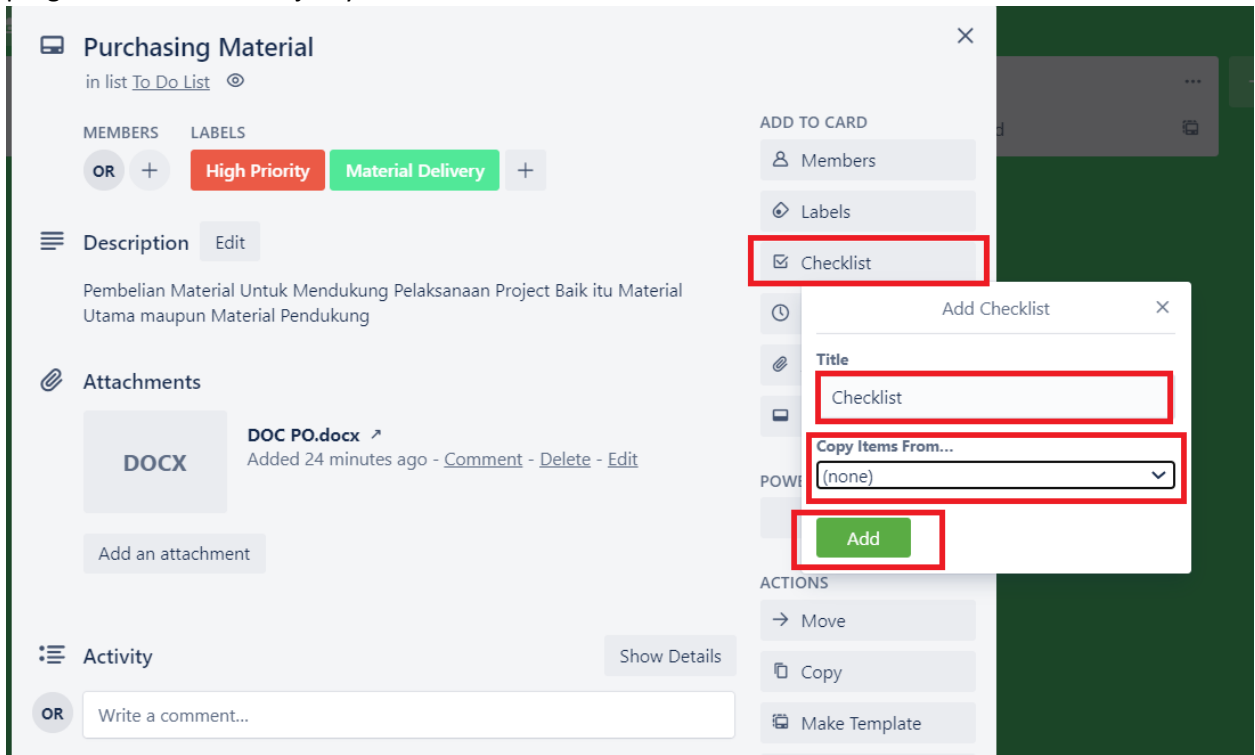 Purchasing Material
in list To Do List
MEMBERS LABELS
OR + High Priority Material Delivery +
Description Edit
Pembelian Material Untuk Mendukung Pelaksanaan Project Baik itu Material
Utama maupun Material Pendukung
Attachments
DOCX
DOC PO.docx ↗
Added 24 minutes ago - Comment - Delete - Edit
Add an attachment
Activity Show Details
OR Write a comment...
ADD TO CARD
Members
Labels
Checklist
Add Checklist
Title
Checklist
Copy Items From...
(none)
Add
POWE
ACTIONS
→ Move
Copy
Make Template